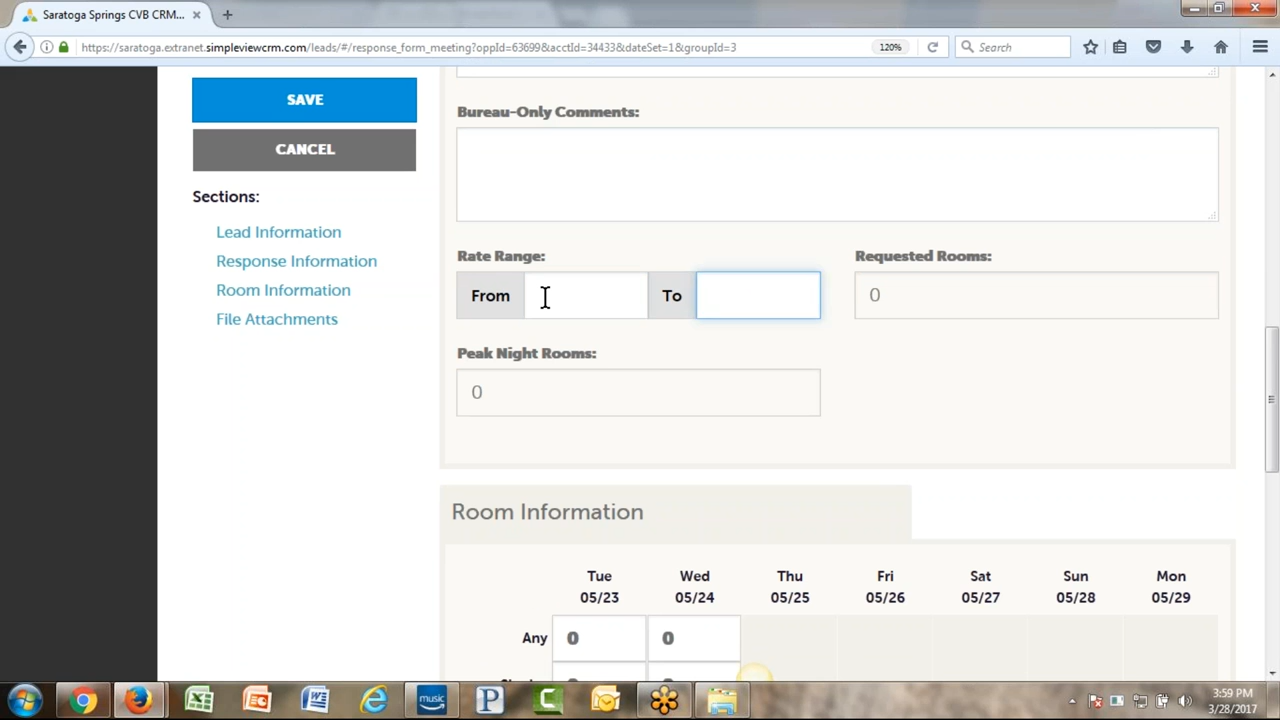 Saratoga Springs CVB CRM...
https://saratoga.extranet.simpleviewcrm.com/leads/#/response_form_meeting?oppId=63699&acctId=34433&dateSet=1&groupId=3
120%
Search
SAVE
CANCEL
Sections:
Lead Information
Response Information
Room Information
File Attachments
Bureau-Only Comments:
Rate Range:
From
To
Requested Rooms:
0
Peak Night Rooms:
0
Room Information
Tue Wed Thu Fri Sat Sun Mon
05/23 05/24 05/25 05/26 05/27 05/28 05/29
Any 0 0
music
3:59 PM
3/28/2017